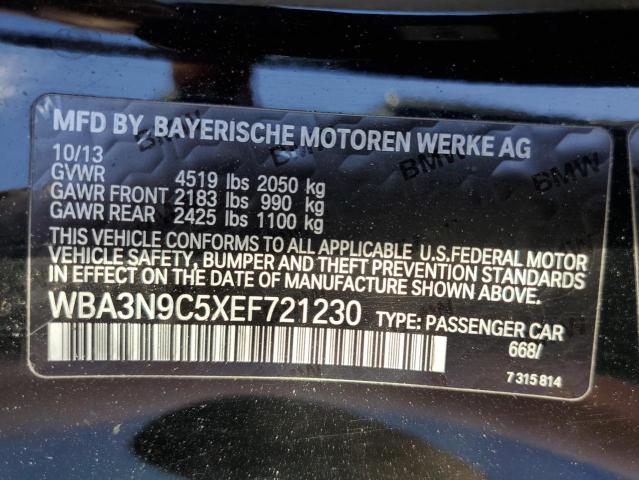 MFD BY BAYERISCHE MOTOREN WERKE AG
10/13
GVWR 4519 lbs 2050 kg
GAWR FRONT 2183 lbs 990 kg
GAWR REAR 2425 lbs 1100 kg
THIS VEHICLE CONFORMS TO ALL APPLICABLE U.S.FEDERAL MOTOR
VEHICLE SAFETY, BUMPER AND THEFT PREVENTION STANDARDS
IN EFFECT ON THE DATE OF MANUFACTURE SHOWN ABOVE.
WBA3N9C5XEF721230 TYPE: PASSENGER CAR
668/
7 315 814
BMW
BMW
BMW